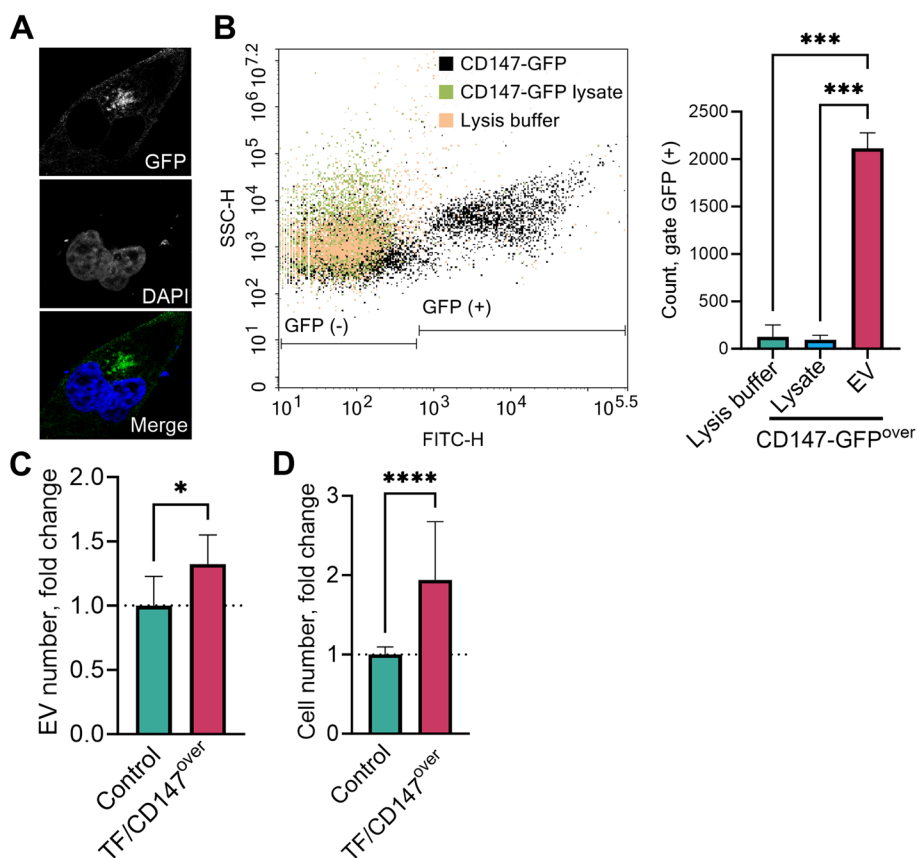 A
GFP
DAPI
Merge
B
SSC-H
10^7.2
10^6
10^5
10^4
10^3
10^2
10^1
0
CD147-GFP
CD147-GFP lysate
Lysis buffer
GFP (-)
GFP (+)
10^1
10^2
10^3
10^4
10^5.5
FITC-H
***
***
Count, gate GFP (+)
2500
2000
1500
1000
500
0
Lysis buffer
Lysate
EV
CD147-GFP^over
C
EV number, fold change
2.0
1.5
1.0
0.5
0.0
*
Control
TF/CD147^over
D
Cell number, fold change
3
2
1
0
****
Control
TF/CD147^over